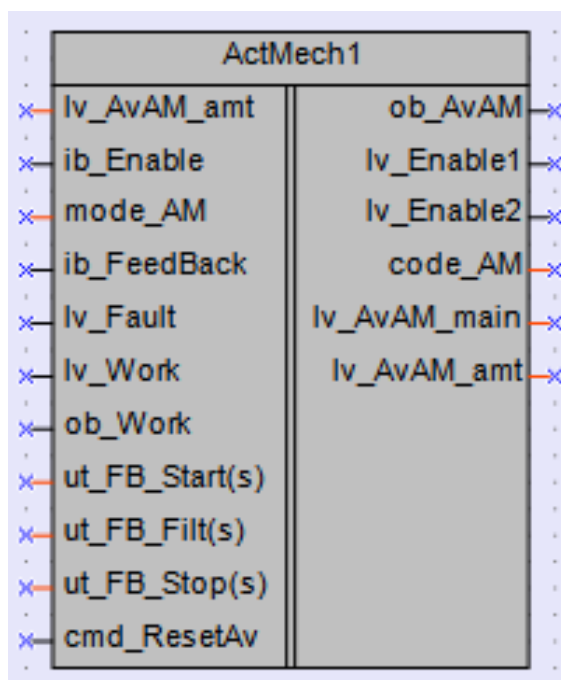 ActMech1
lv_AvAM_amt
ib_Enable
mode_AM
ib_FeedBack
lv_Fault
lv_Work
ob_Work
ut_FB_Start(s)
ut_FB_Filt(s)
ut_FB_Stop(s)
cmd_ResetAv
ob_AvAM
lv_Enable1
lv_Enable2
code_AM
lv_AvAM_main
lv_AvAM_amt